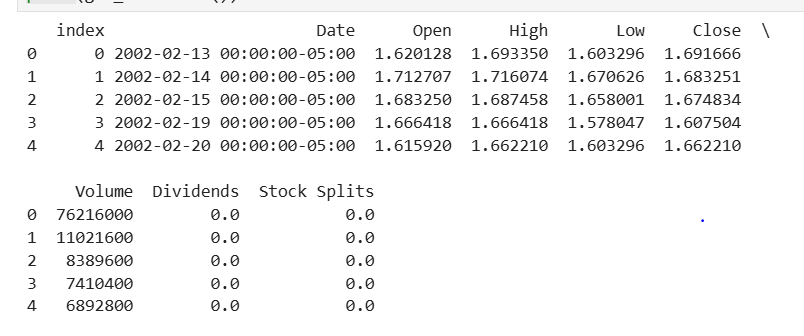 index Date Open High Low Close \
0 0 2002-02-13 00:00:00-05:00 1.620128 1.693350 1.603296 1.691666
1 1 2002-02-14 00:00:00-05:00 1.712707 1.716074 1.670626 1.683251
2 2 2002-02-15 00:00:00-05:00 1.683250 1.687458 1.658001 1.674834
3 3 2002-02-19 00:00:00-05:00 1.666418 1.666418 1.578047 1.607504
4 4 2002-02-20 00:00:00-05:00 1.615920 1.662210 1.603296 1.662210
Volume Dividends Stock Splits
0 76216000 0.0 0.0
1 11021600 0.0 0.0
2 8389600 0.0 0.0
3 7410400 0.0 0.0
4 6892800 0.0 0.0